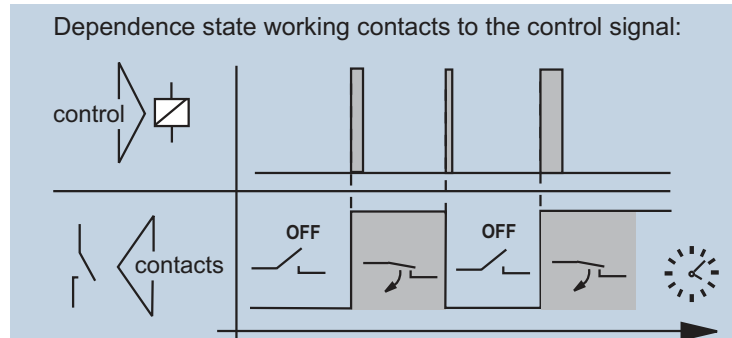 Dependence state working contacts to the control signal:
control
OFF
OFF
contacts